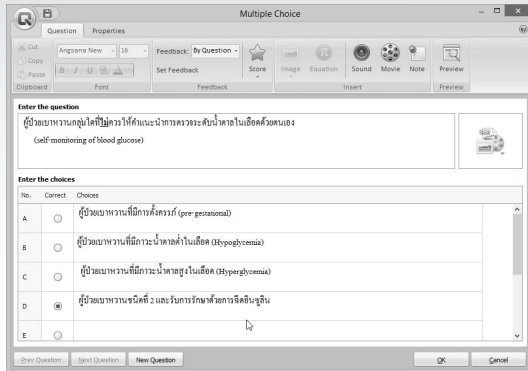 Multiple Choice
Question Properties
Cut
Copy
Paste
Clipboard
Angsana New 16
B I U A
Font
Feedback: By Question
Set Feedback
Feedback
Score
Image Equation Sound Movie Note
Insert
Preview
Preview
Enter the question
ผู้ป่วยเบาหวานกลุ่มใดที่ไม่ควรให้คำแนะนำการตรวจระดับน้ำตาลในเลือดด้วยตนเอง
(self-monitoring of blood glucose)
Enter the choices
No. Correct Choices
A ผู้ป่วยเบาหวานที่มีการตั้งครรภ์ (pre-gestational)
B ผู้ป่วยเบาหวานที่มีภาวะน้ำตาลต่ำในเลือด (Hypoglycemia)
C ผู้ป่วยเบาหวานที่มีภาวะน้ำตาลสูงในเลือด (Hyperglycemia)
D ผู้ป่วยเบาหวานชนิดที่ 2 และรับการรักษาด้วยการฉีดอินซูลิน
E
Prev Question Next Question New Question OK Cancel